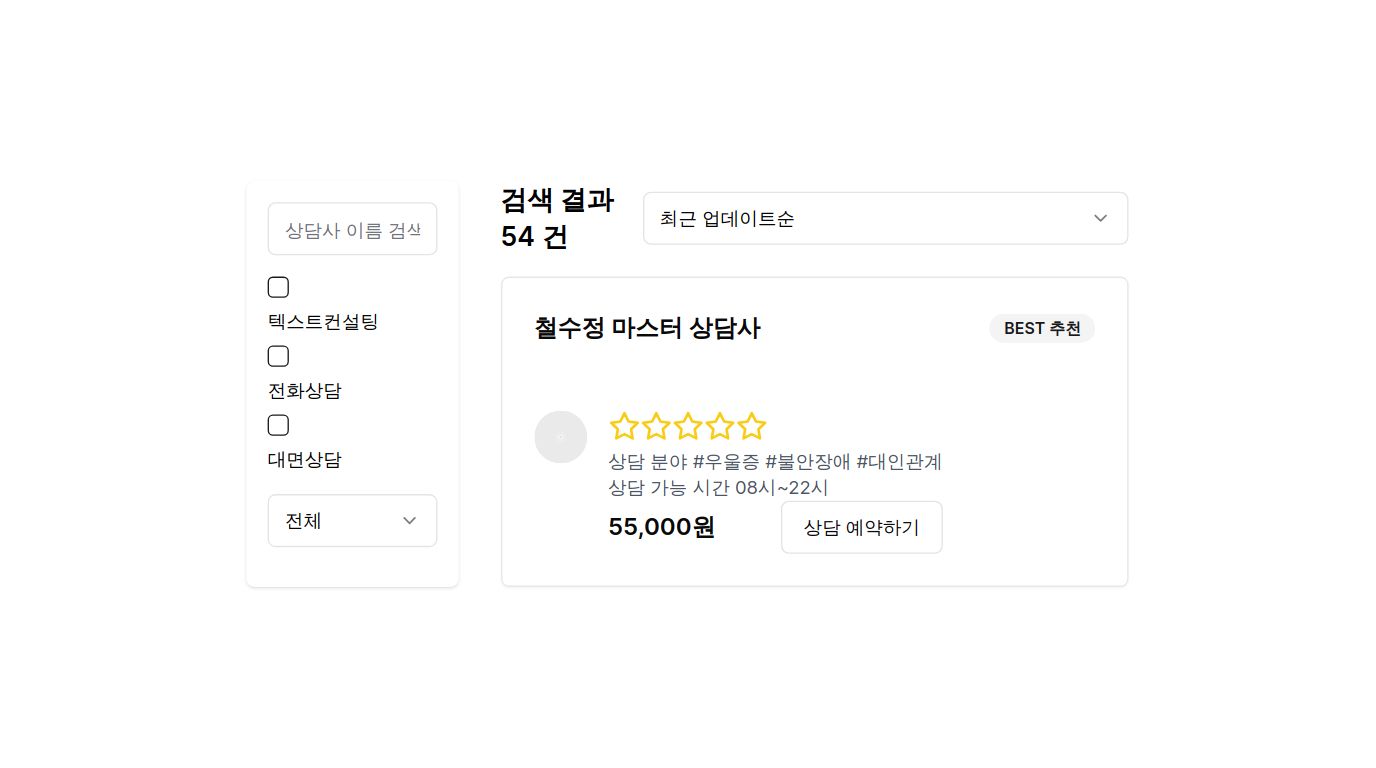 상담사 이름 검색
텍스트컨설팅
전화상담
대면상담
전체
검색 결과
54 건
최근 업데이트순
철수정 마스터 상담사
BEST 추천
상담 분야 #우울증 #불안장애 #대인관계
상담 가능 시간 08시~22시
55,000원
상담 예약하기